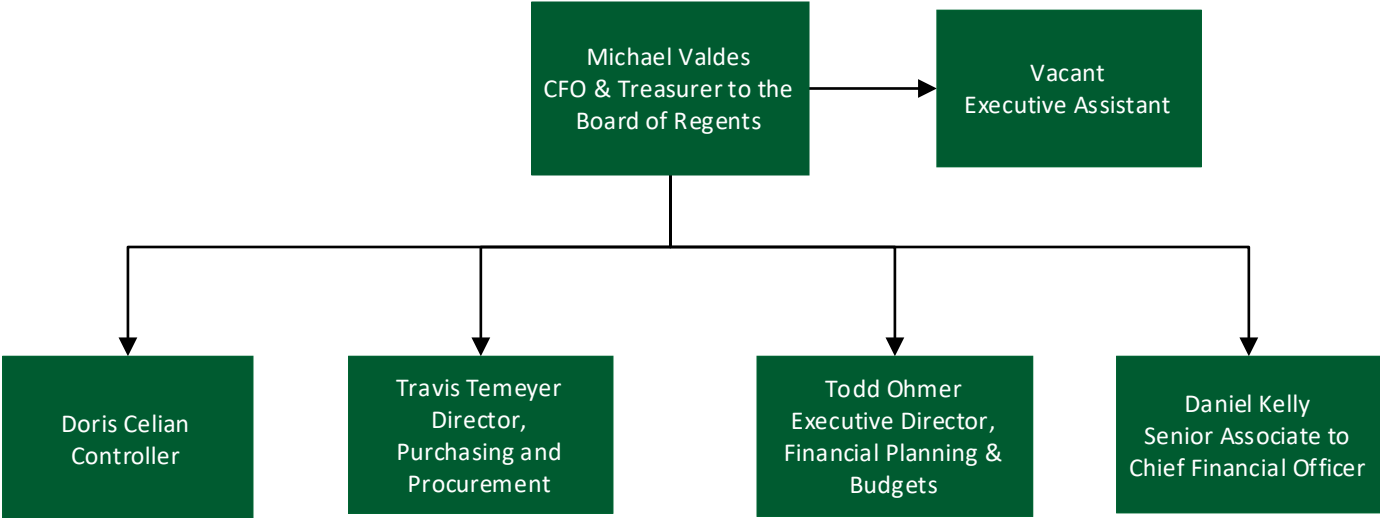 Michael Valdes
CFO & Treasurer to the
Board of Regents
Vacant
Executive Assistant
Doris Celian
Controller
Travis Temeyer
Director,
Purchasing and
Procurement
Todd Ohmer
Executive Director,
Financial Planning &
Budgets
Daniel Kelly
Senior Associate to
Chief Financial Officer